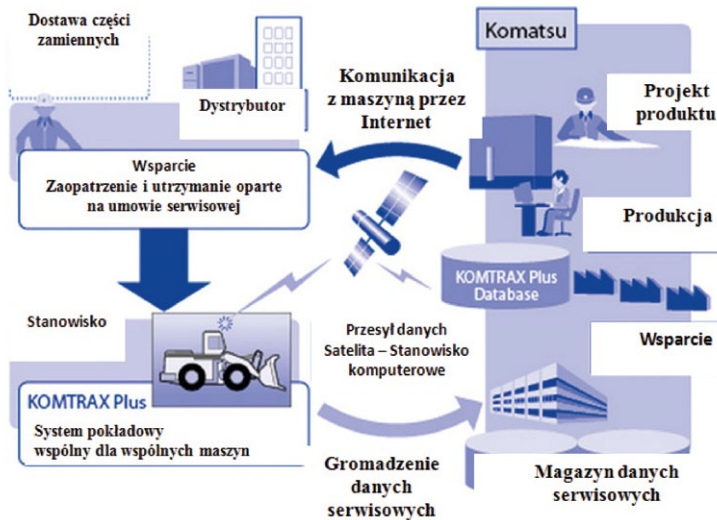 Dostawa części
zamiennych
Dystrybutor
Komunikacja
z maszyną przez
Internet
Komatsu
Projekt
produktu
Wsparcie
Zaopatrzenie i utrzymanie oparte
na umowie serwisowej
Produkcja
KOMTRAX Plus
Database
Stanowisko
Przesył danych
Satelita – Stanowisko
komputerowe
Wsparcie
KOMTRAX Plus
System pokładowy
wspólny dla wspólnych maszyn
Gromadzenie
danych
serwisowych
Magazyn danych
serwisowych